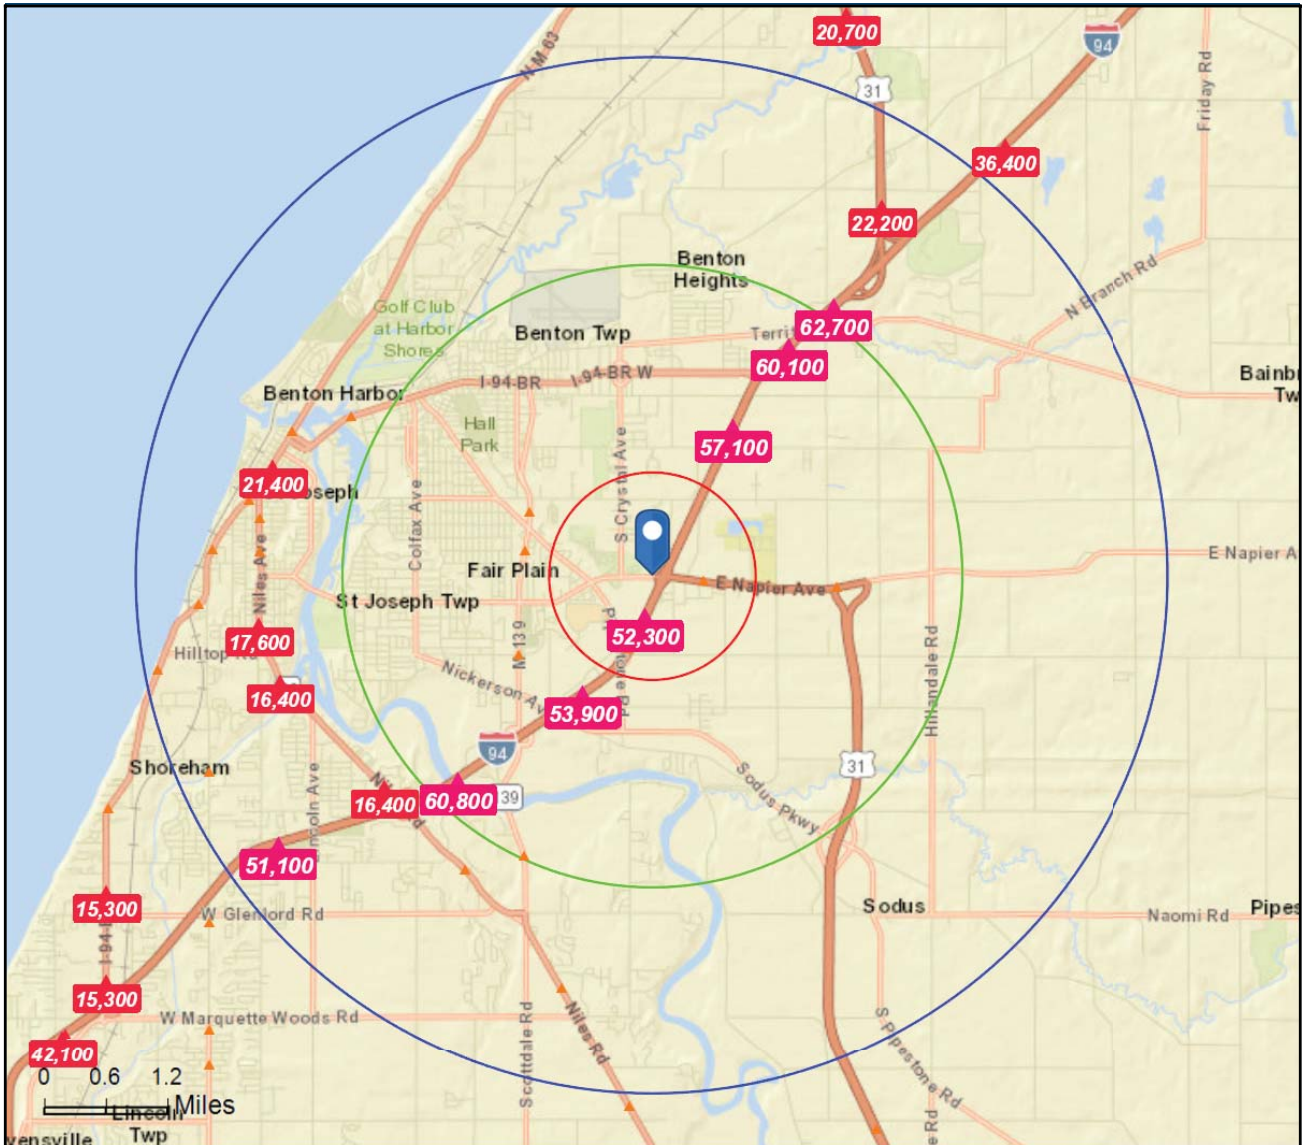 20,700
N M 63
94
31
Friday Rd
36,400
22,200
Benton
Heights
N Branch Rd
Golf Club
at Harbor
Shores
Benton Twp
62,700
60,100
I-94-BR
I-94-BR W
Benton Harbor
Hall
Park
57,100
21,400
S Crystal Ave
Colfax Ave
E Napier A
Fair Plain
E Napier Ave
Niles Ave
St Joseph Twp
52,300
17,600
M 139
Hillandale Rd
16,400
Nickerson Av
53,900
94
31
Shoreham
Sodus Pkwy
16,400
60,800
39
51,100
15,300
W Glenlord Rd
Sodus
Naomi Rd
Pipes
15,300
W Marquette Woods Rd
Scottdale Rd
Niles Rd
S Pipestone Rd
42,100
0 0.6 1.2
Miles
Lincoln
Twp